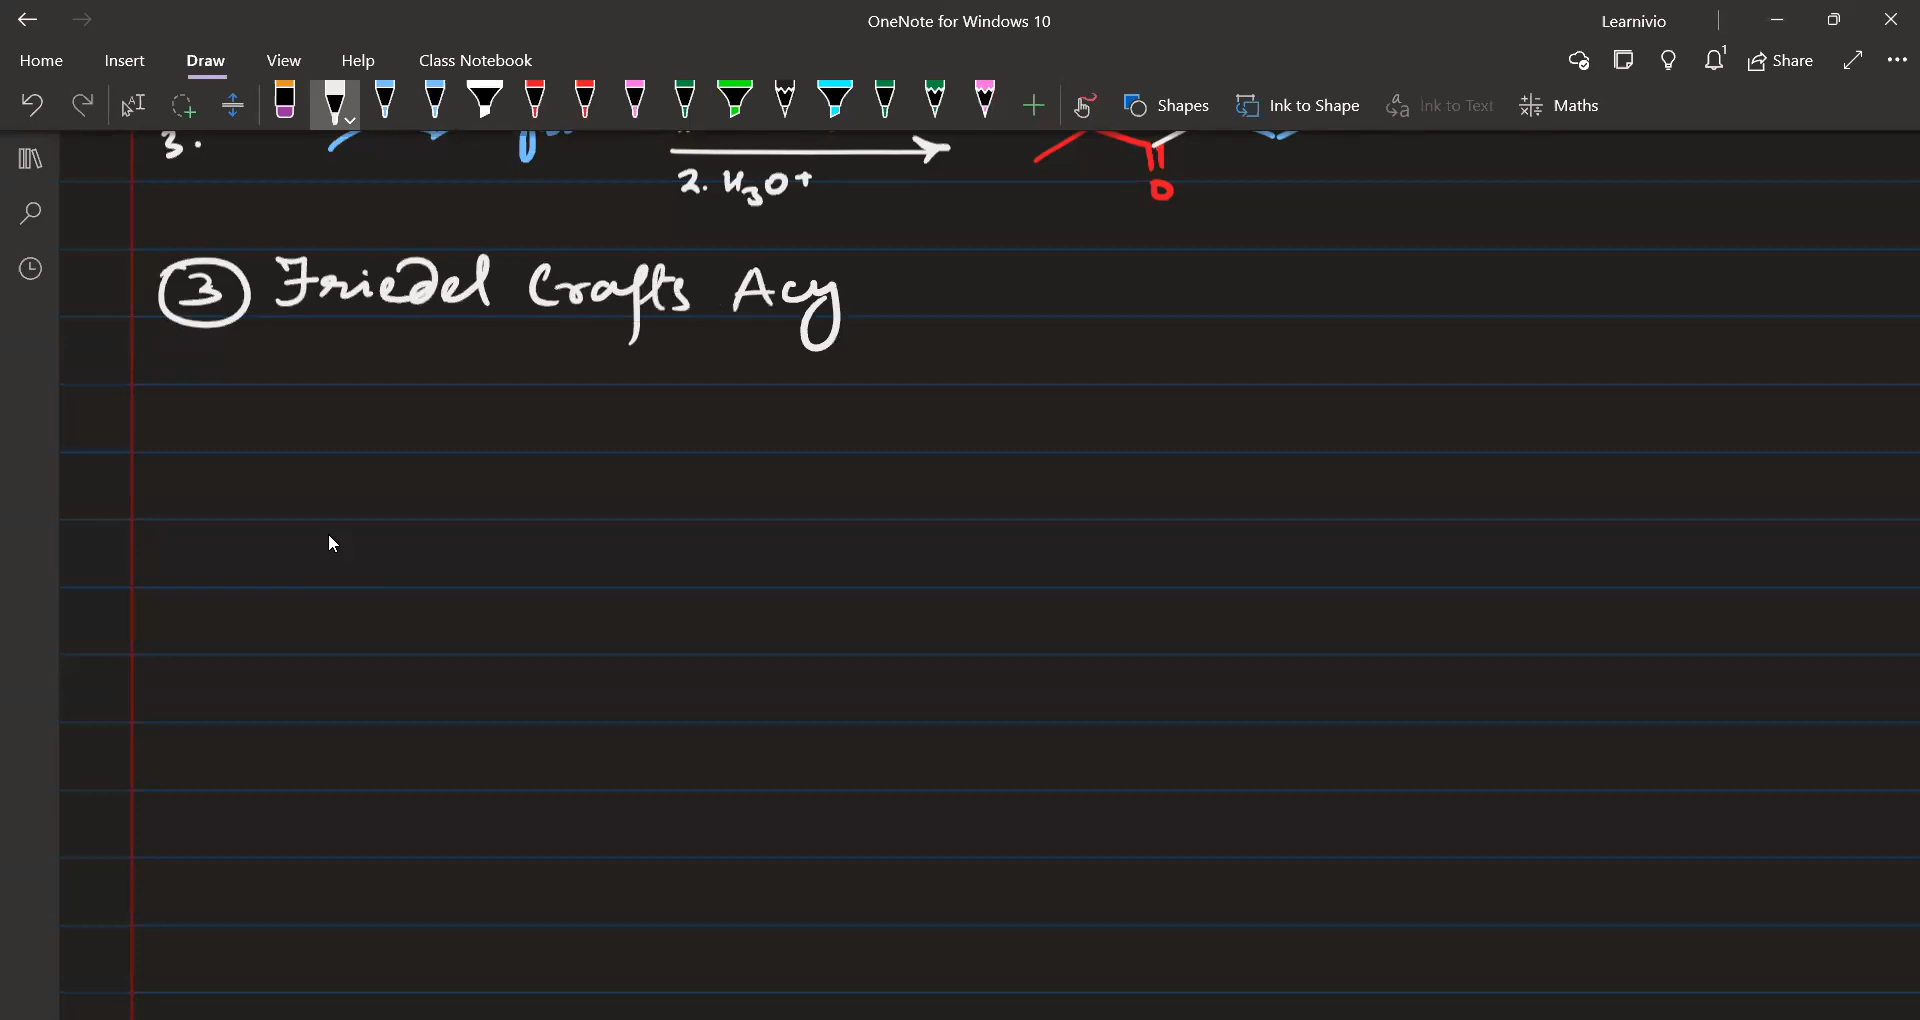 OneNote for Windows 10
Learnivio
Home Insert Draw View Help Class Notebook
1
Share
Shapes Ink to Shape Ink to Text Maths
3.
2. H3O+
O
3 Friedel Crafts Acy